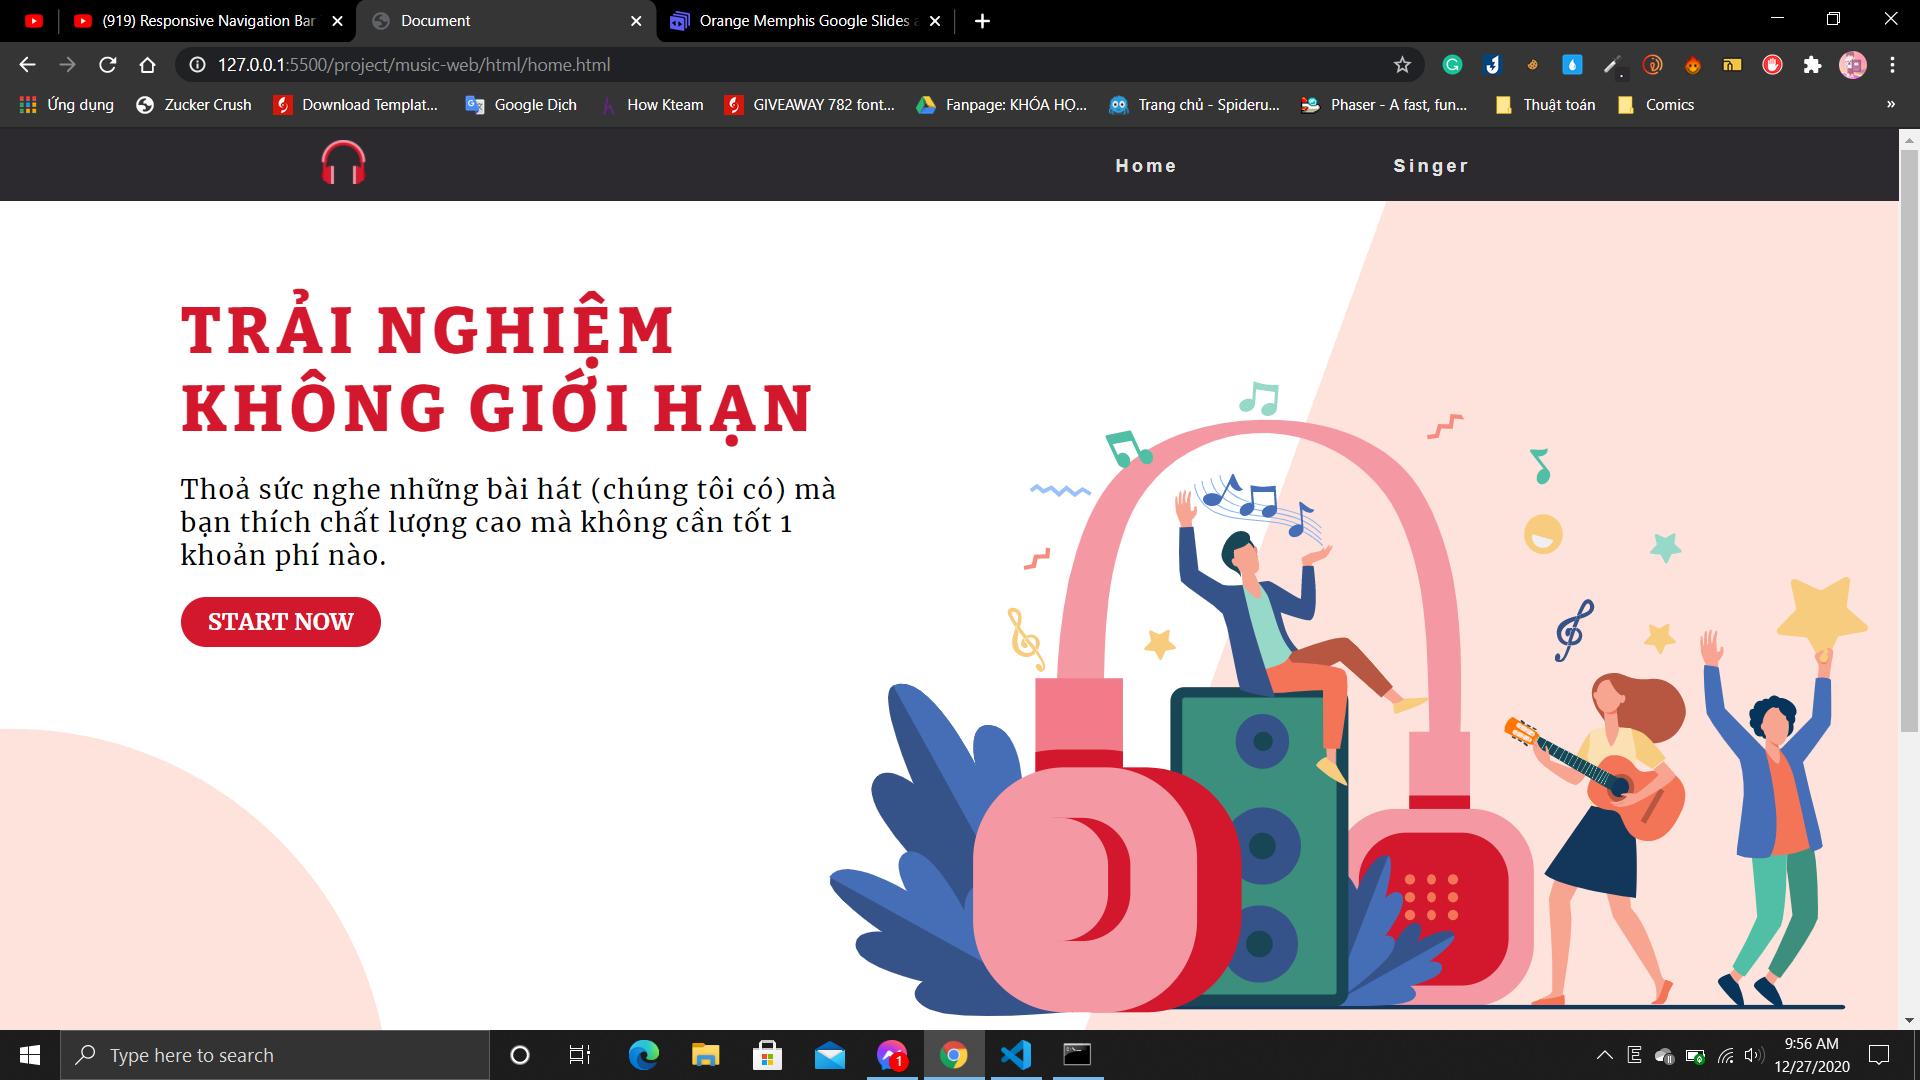 (919) Responsive Navigation Bar
Document
Orange Memphis Google Slides a
127.0.0.1:5500/project/music-web/html/home.html
Ứng dụng
Zucker Crush
Download Templat...
Google Dịch
How Kteam
GIVEAWAY 782 font...
Fanpage: KHÓA HỌ...
Trang chủ - Spideru...
Phaser - A fast, fun...
Thuật toán
Comics
»
Home
Singer
TRẢI NGHIỆM
KHÔNG GIỚI HẠN
Thoả sức nghe những bài hát (chúng tôi có) mà
bạn thích chất lượng cao mà không cần tốt 1
khoản phí nào.
START NOW
Type here to search
1
E
9:56 AM
12/27/2020